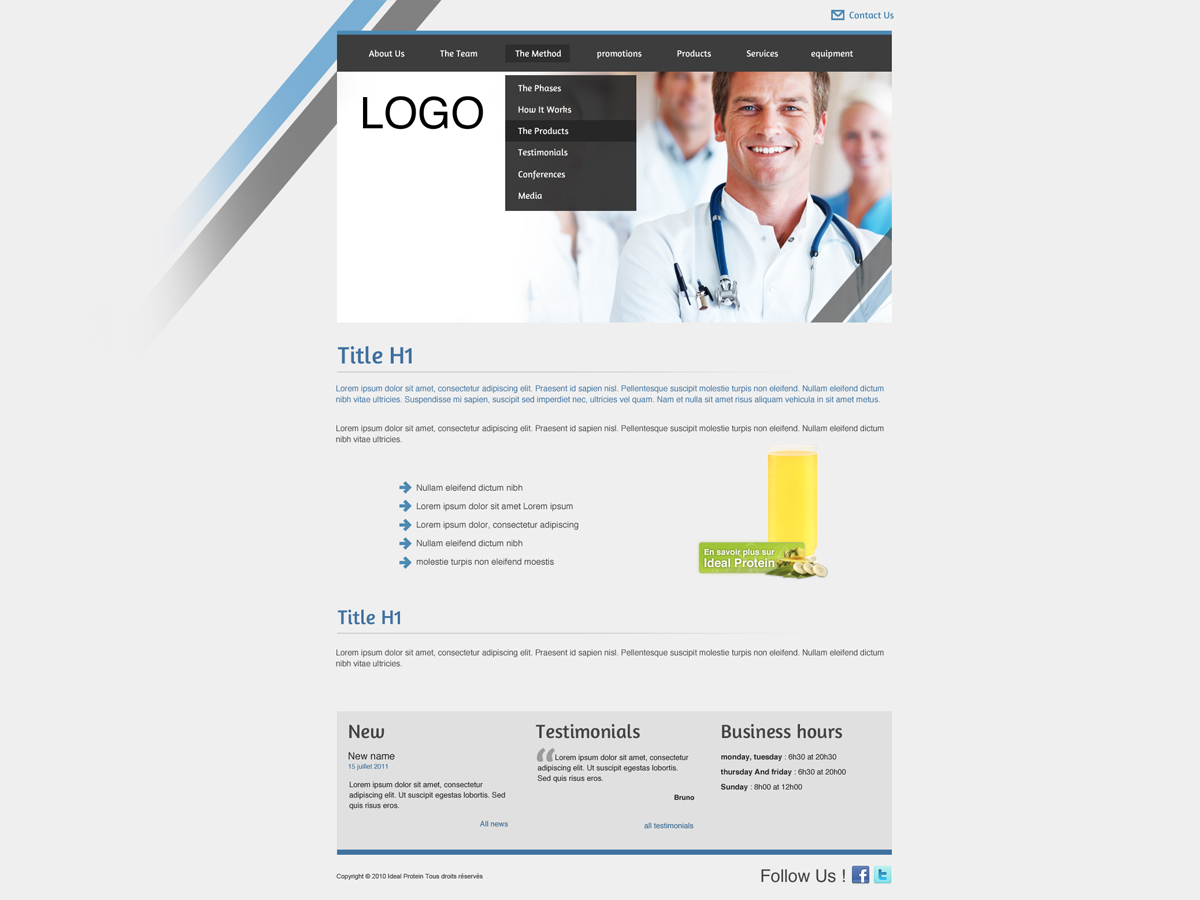 Contact Us
About Us The Team The Method promotions Products Services equipment
LOGO
The Phases
How It Works
The Products
Testimonials
Conferences
Media
Title H1
Lorem ipsum dolor sit amet, consectetur adipiscing elit. Praesent id sapien nisl. Pellentesque suscipit molestie turpis non eleifend. Nullam eleifend dictum
nibh vitae ultricies. Suspendisse mi sapien, suscipit sed imperdiet nec, ultricies vel quam. Nam et nulla sit amet risus aliquam vehicula in sit amet metus.
Lorem ipsum dolor sit amet, consectetur adipiscing elit. Praesent id sapien nisl. Pellentesque suscipit molestie turpis non eleifend. Nullam eleifend dictum
nibh vitae ultricies.
Nullam eleifend dictum nibh
Lorem ipsum dolor sit amet Lorem ipsum
Lorem ipsum dolor, consectetur adipiscing
Nullam eleifend dictum nibh
molestie turpis non eleifend moestis
En savoir plus sur
Ideal Protein
Title H1
Lorem ipsum dolor sit amet, consectetur adipiscing elit. Praesent id sapien nisl. Pellentesque suscipit molestie turpis non eleifend. Nullam eleifend dictum
nibh vitae ultricies.
New
New name
15 juillet 2011
Lorem ipsum dolor sit amet, consectetur
adipiscing elit. Ut suscipit egestas lobortis. Sed
quis risus eros.
All news
Testimonials
“Lorem ipsum dolor sit amet, consectetur
adipiscing elit. Ut suscipit egestas lobortis.
Sed quis risus eros.
Bruno
all testimonials
Business hours
monday, tuesday : 6h30 at 20h30
thursday And friday : 6h30 at 20h00
Sunday : 8h00 at 12h00
Copyright © 2010 Ideal Protein Tous droits réservés
Follow Us ! f t